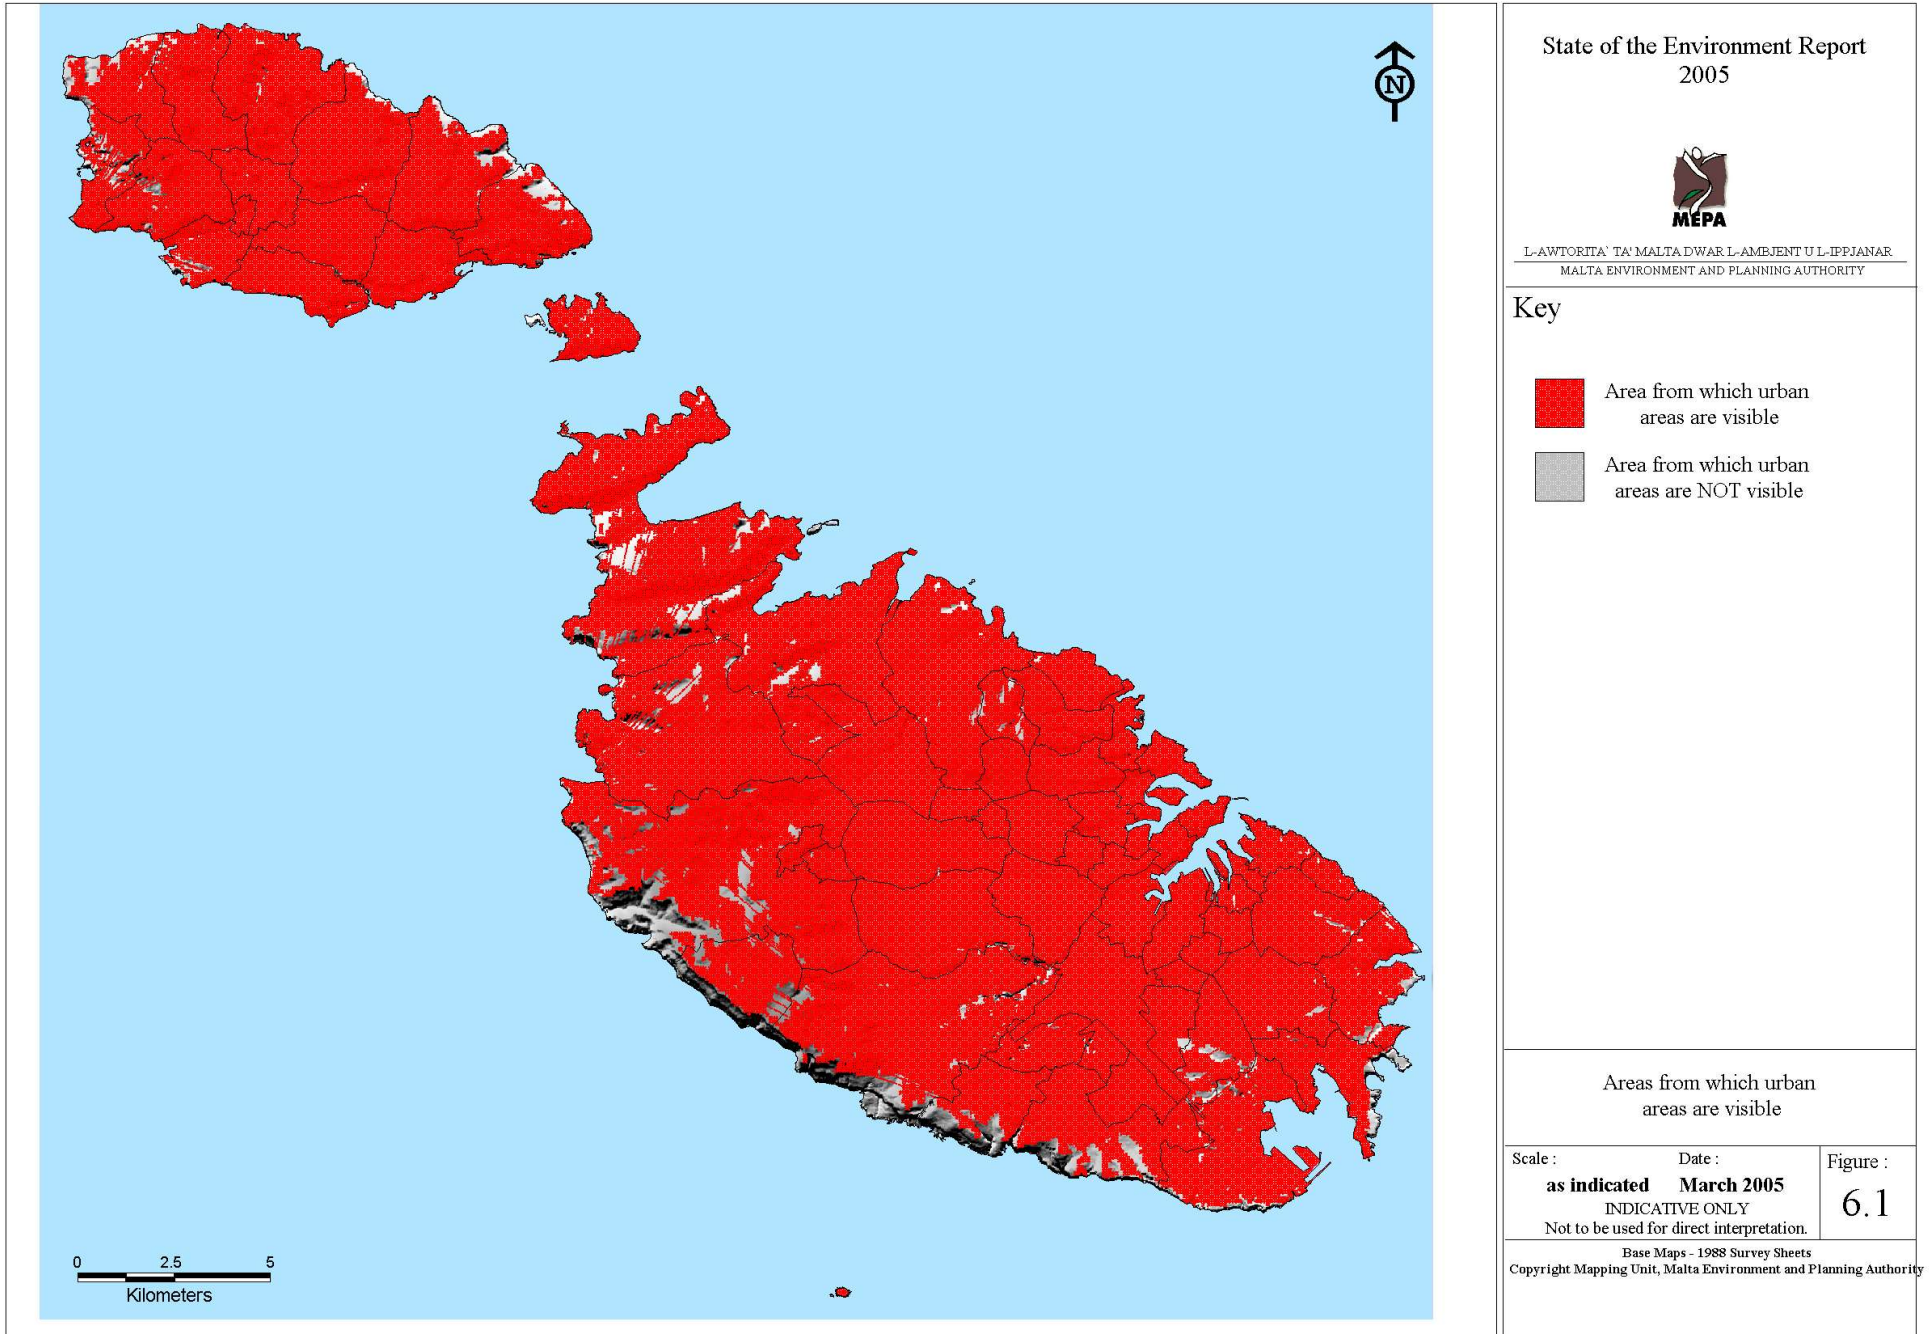 State of the Environment Report
2005
N
MEPA
L-AWTORITA` TA' MALTA DWAR L-AMBJENT U L-IPPJANAR
MALTA ENVIRONMENT AND PLANNING AUTHORITY
Key
Area from which urban
areas are visible
Area from which urban
areas are NOT visible
Areas from which urban
areas are visible
Scale : Date : Figure :
as indicated March 2005
6.1
INDICATIVE ONLY
Not to be used for direct interpretation.
Base Maps - 1988 Survey Sheets
Copyright Mapping Unit, Malta Environment and Planning Authority
0 2.5 5
Kilometers